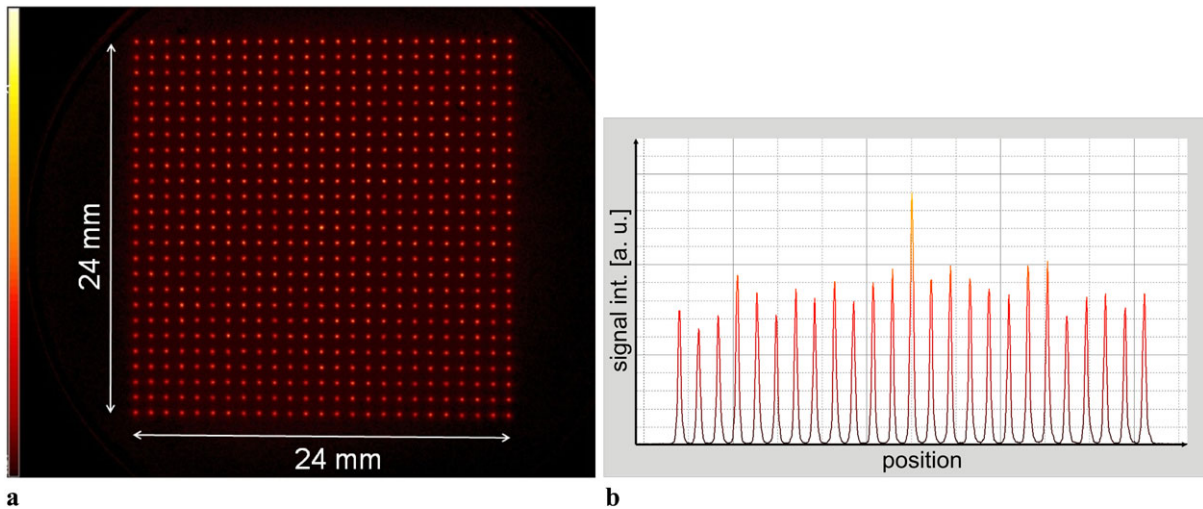 24 mm
24 mm
signal int. [a. u.]
position
a
b